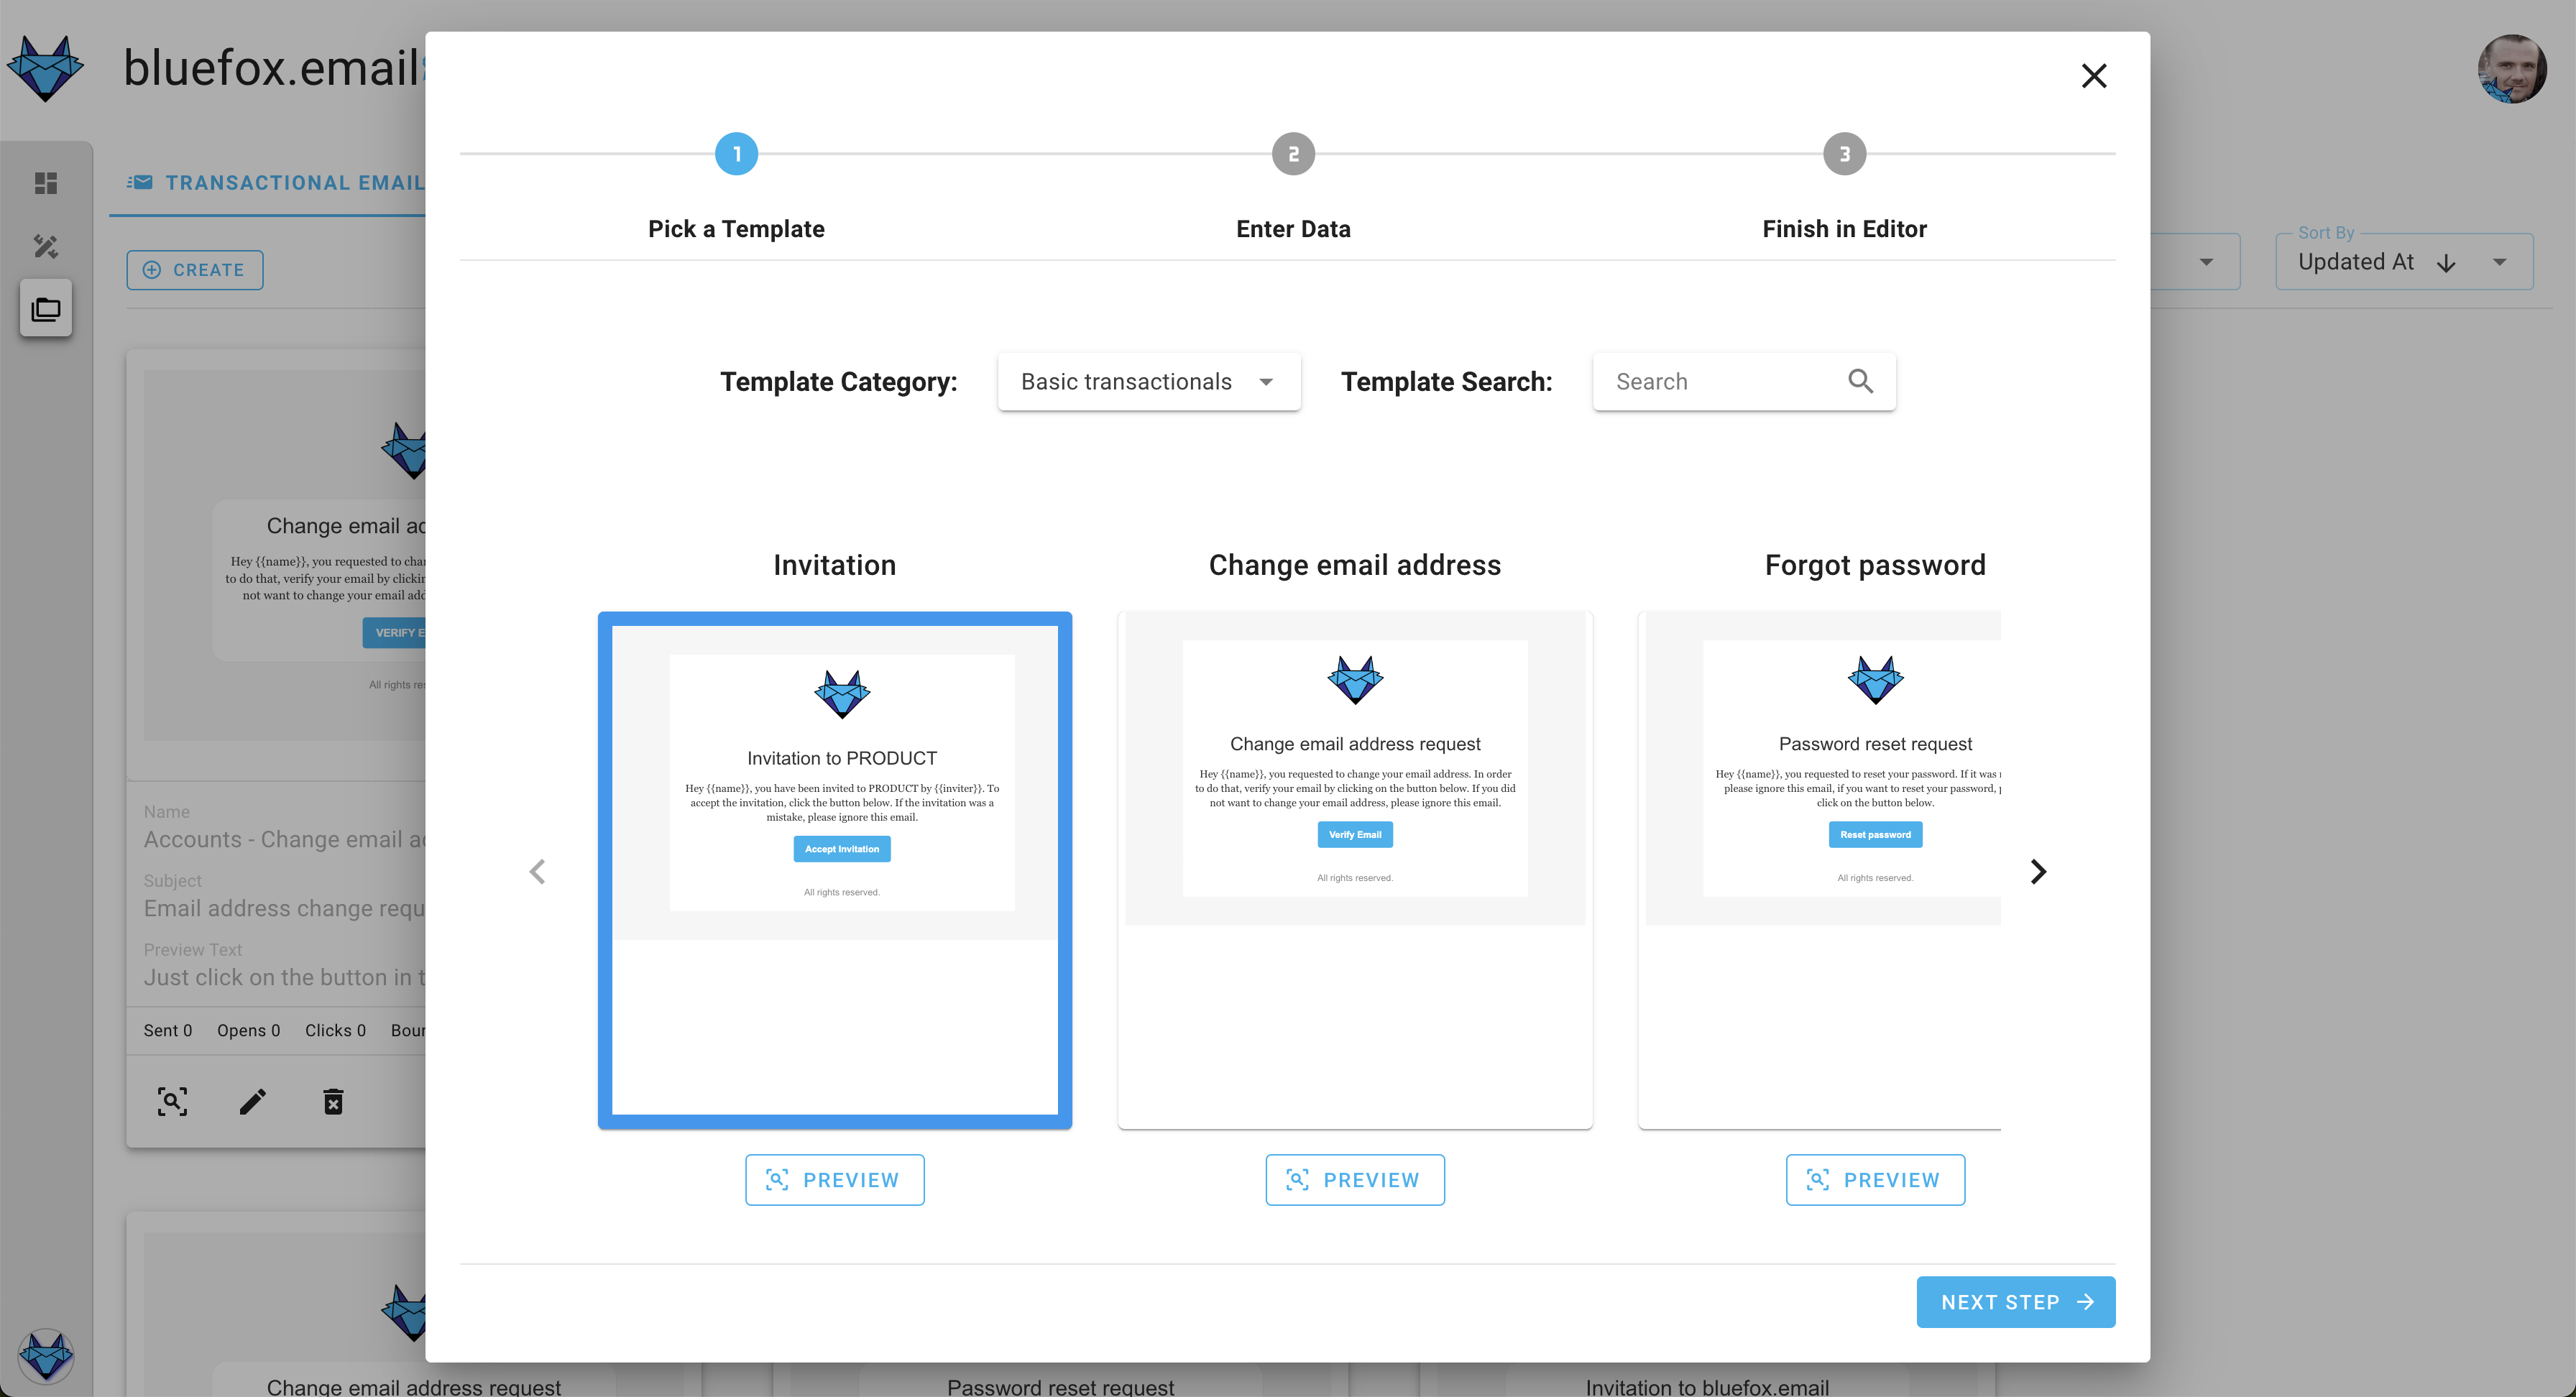 bluefox.email
TRANSACTIONAL EMAIL
CREATE
Sort By
Updated At
Change email
Hey {{name}}, you requested to
to do that, verify your email by
not want to change your email
VERIFY
All rights
Name
Accounts - Change email
Subject
Email address change
Preview Text
Just click on the button in
Sent 0 Opens 0 Clicks 0
Change email address request
Password reset request
Invitation to bluefox.email
1
2
3
Pick a Template
Enter Data
Finish in Editor
Template Category:
Basic transactionals
Template Search:
Search
Invitation
Invitation to PRODUCT
Hey {{name}}, you have been invited to PRODUCT by {{inviter}}. To
accept the invitation, click the button below. If the invitation was a
mistake, please ignore this email.
Accept Invitation
All rights reserved.
PREVIEW
Change email address
Change email address request
Hey {{name}}, you requested to change your email address. In order
to do that, verify your email by clicking on the button below. If you did
not want to change your email address, please ignore this email.
Verify Email
All rights reserved.
PREVIEW
Forgot password
Password reset request
Hey {{name}}, you requested to reset your password. If it was
please ignore this email, if you want to reset your password,
click on the button below.
Reset password
All rights reserved.
PREVIEW
NEXT STEP